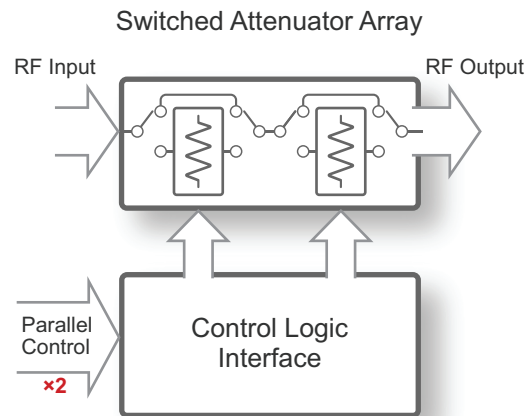 Switched Attenuator Array
RF Input
RF Output
Parallel
Control
×2
Control Logic
Interface